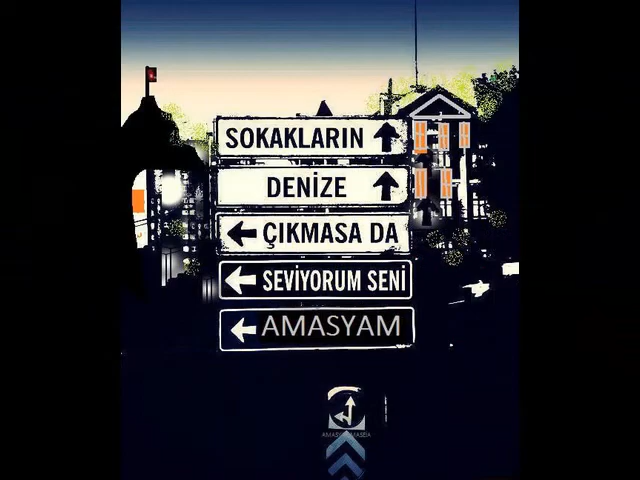 SOKAKLARIN
DENİZE
ÇIKMASA DA
SEVİYORUM SENİ
AMASYAM